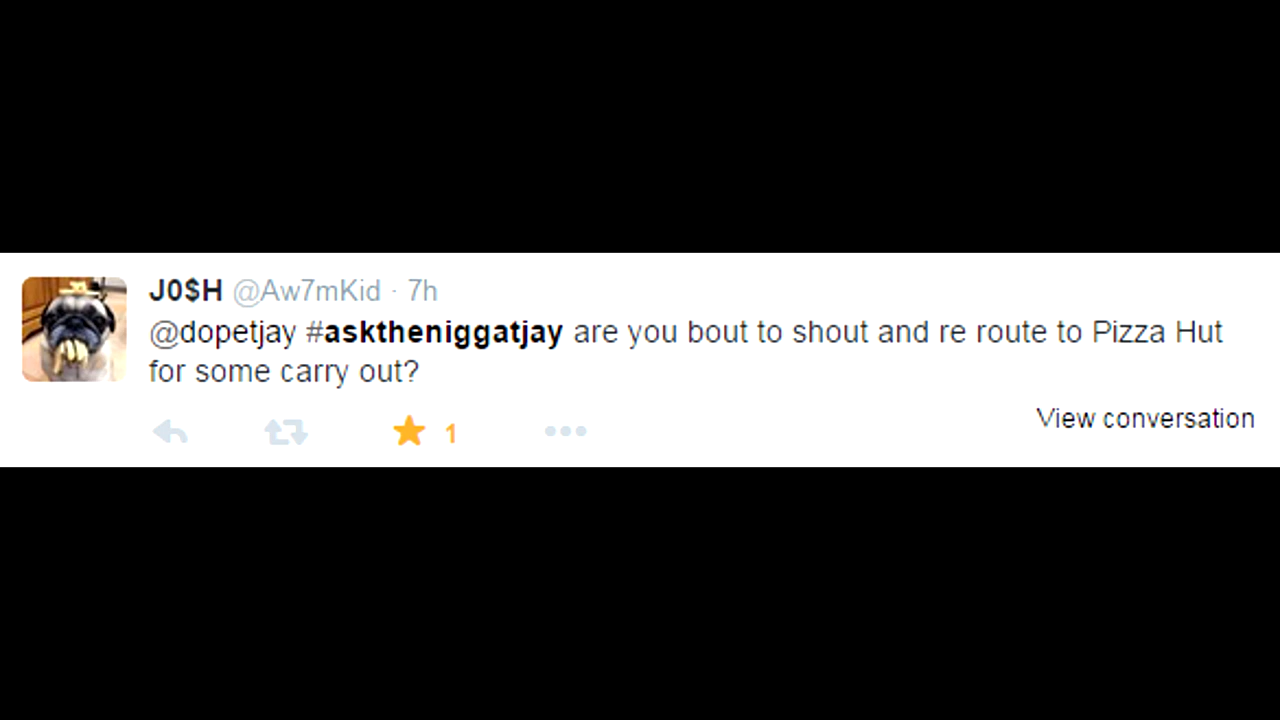 J0$H @Aw7mKid · 7h
@dopetjay #asktheniggatjay are you bout to shout and re route to Pizza Hut
for some carry out?
1
View conversation